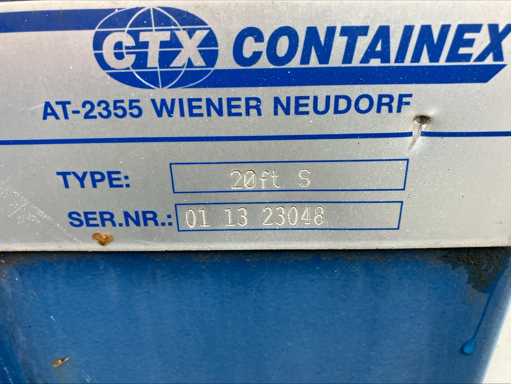 CTX CONTAINEX
AT-2355 WIENER NEUDORF
TYPE: 20ft S
SER.NR.: 01 13 23048